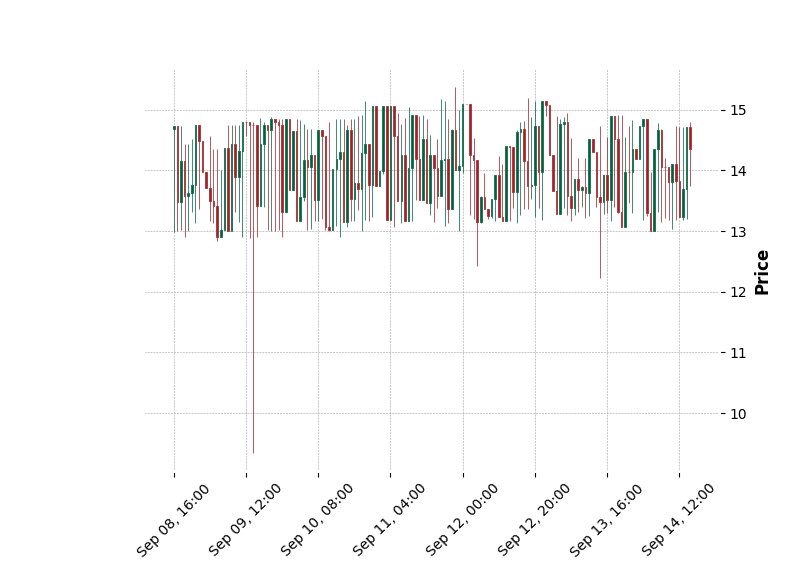 15
14
13
12
11
10
Price
Sep 08, 16:00
Sep 09, 12:00
Sep 10, 08:00
Sep 11, 04:00
Sep 12, 00:00
Sep 12, 20:00
Sep 13, 16:00
Sep 14, 12:00